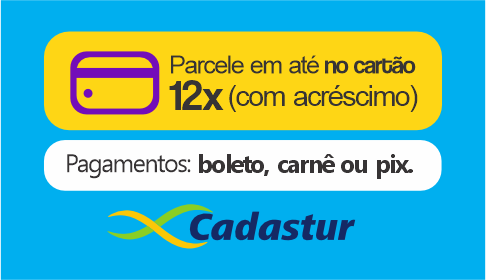 Parcele em até no cartão
12x (com acréscimo)
Pagamentos: boleto, carnê ou pix.
Cadastur